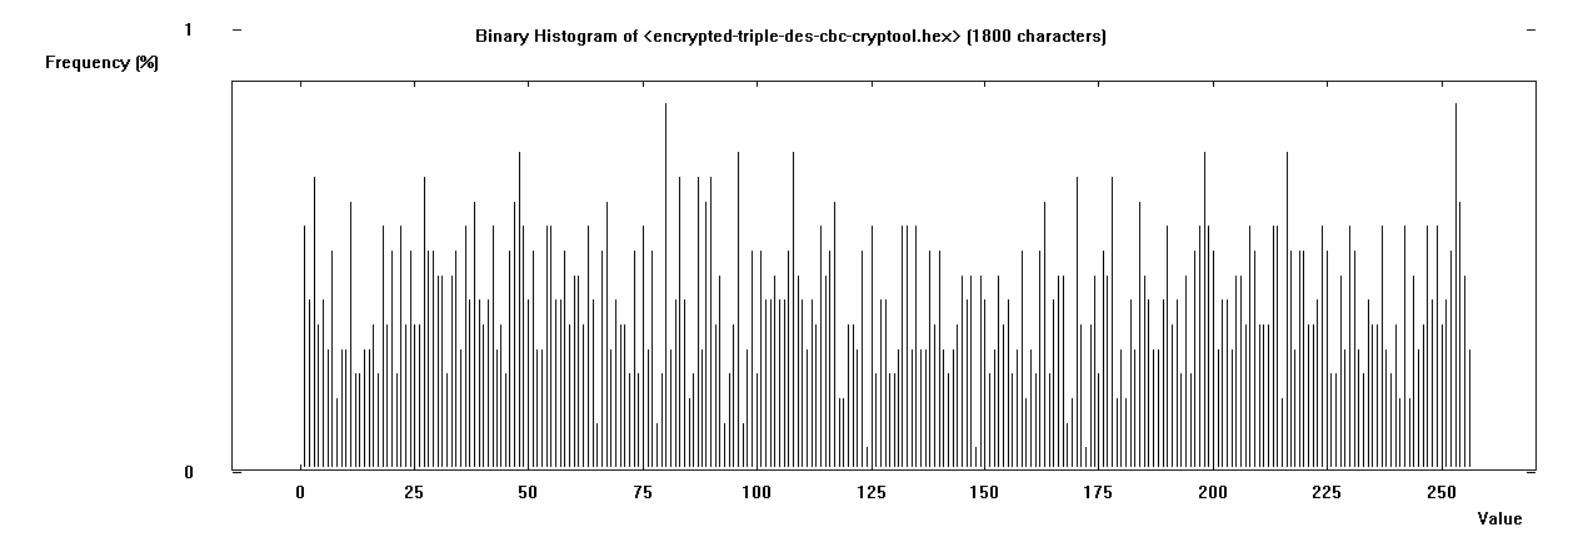 1
Binary Histogram of <encrypted-triple-des-cbc-cryptool.hex> (1800 characters)
Frequency (%)
0
0 25 50 75 100 125 150 175 200 225 250
Value